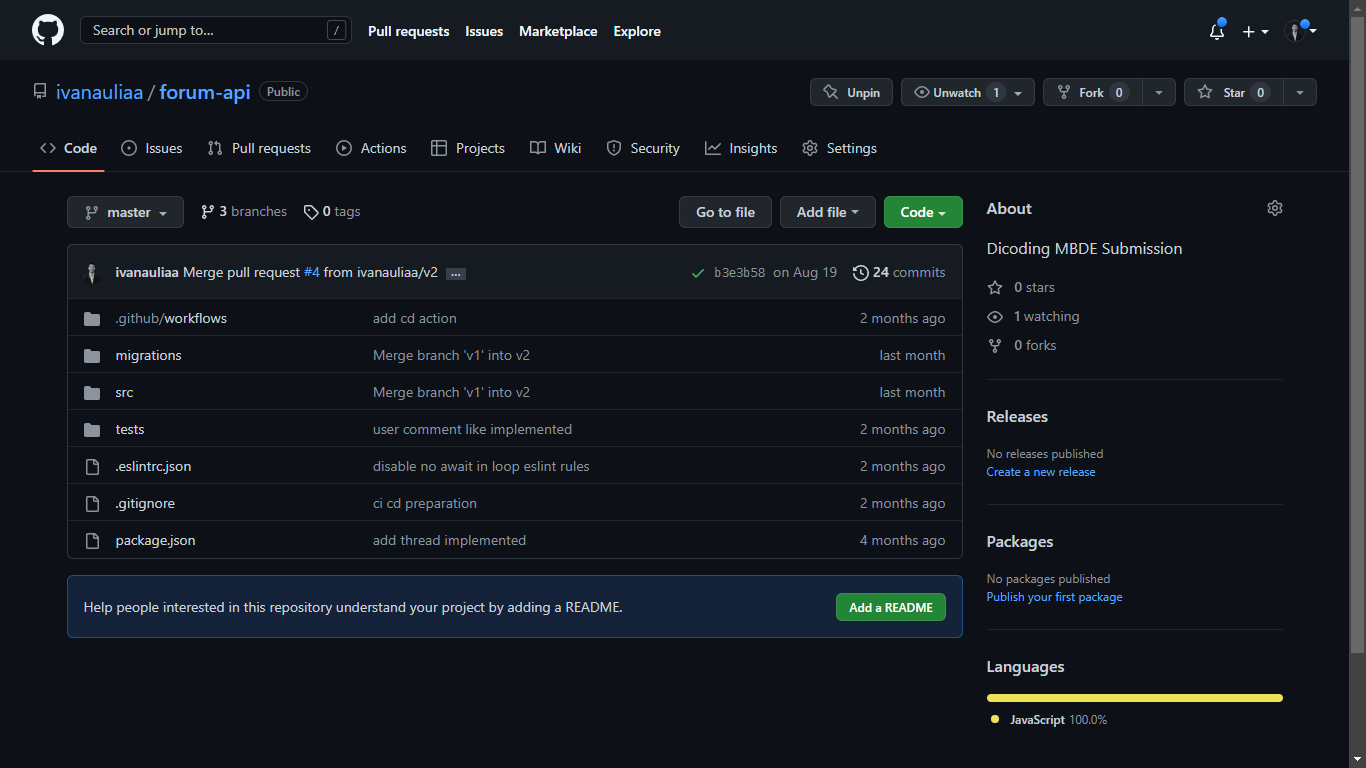 Search or jump to... / Pull requests Issues Marketplace Explore
ivanauliaa / forum-api Public Unpin Unwatch 1 Fork 0 Star 0
Code Issues Pull requests Actions Projects Wiki Security Insights Settings
master 3 branches 0 tags Go to file Add file Code
ivanauliaa Merge pull request #4 from ivanauliaa/v2 ... b3e3b58 on Aug 19 24 commits
.github/workflows add cd action 2 months ago
migrations Merge branch 'v1' into v2 last month
src Merge branch 'v1' into v2 last month
tests user comment like implemented 2 months ago
.eslintrc.json disable no await in loop eslint rules 2 months ago
.gitignore ci cd preparation 2 months ago
package.json add thread implemented 4 months ago
Help people interested in this repository understand your project by adding a README. Add a README
About
Dicoding MBDE Submission
0 stars
1 watching
0 forks
Releases
No releases published
Create a new release
Packages
No packages published
Publish your first package
Languages
JavaScript 100.0%